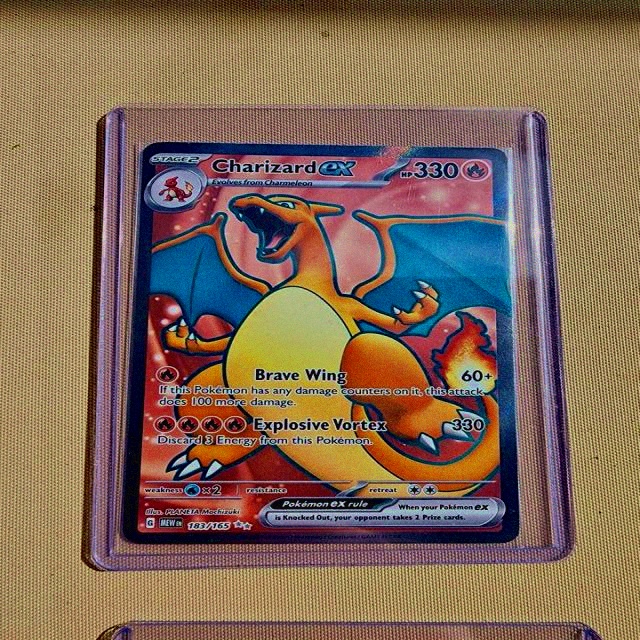 STAGE 2
Charizard ex HP 330
Evolves from Charmeleon
Brave Wing 60+
If this Pokémon has any damage counters on it, this attack
does 100 more damage.
Explosive Vortex 330
Discard 3 Energy from this Pokémon.
weakness ×2 resistance retreat
Illus. PLANETA Mochizuki
Pokémon ex rule When your Pokémon ex
is Knocked Out, your opponent takes 2 Prize cards.
G MEW EN 183/165